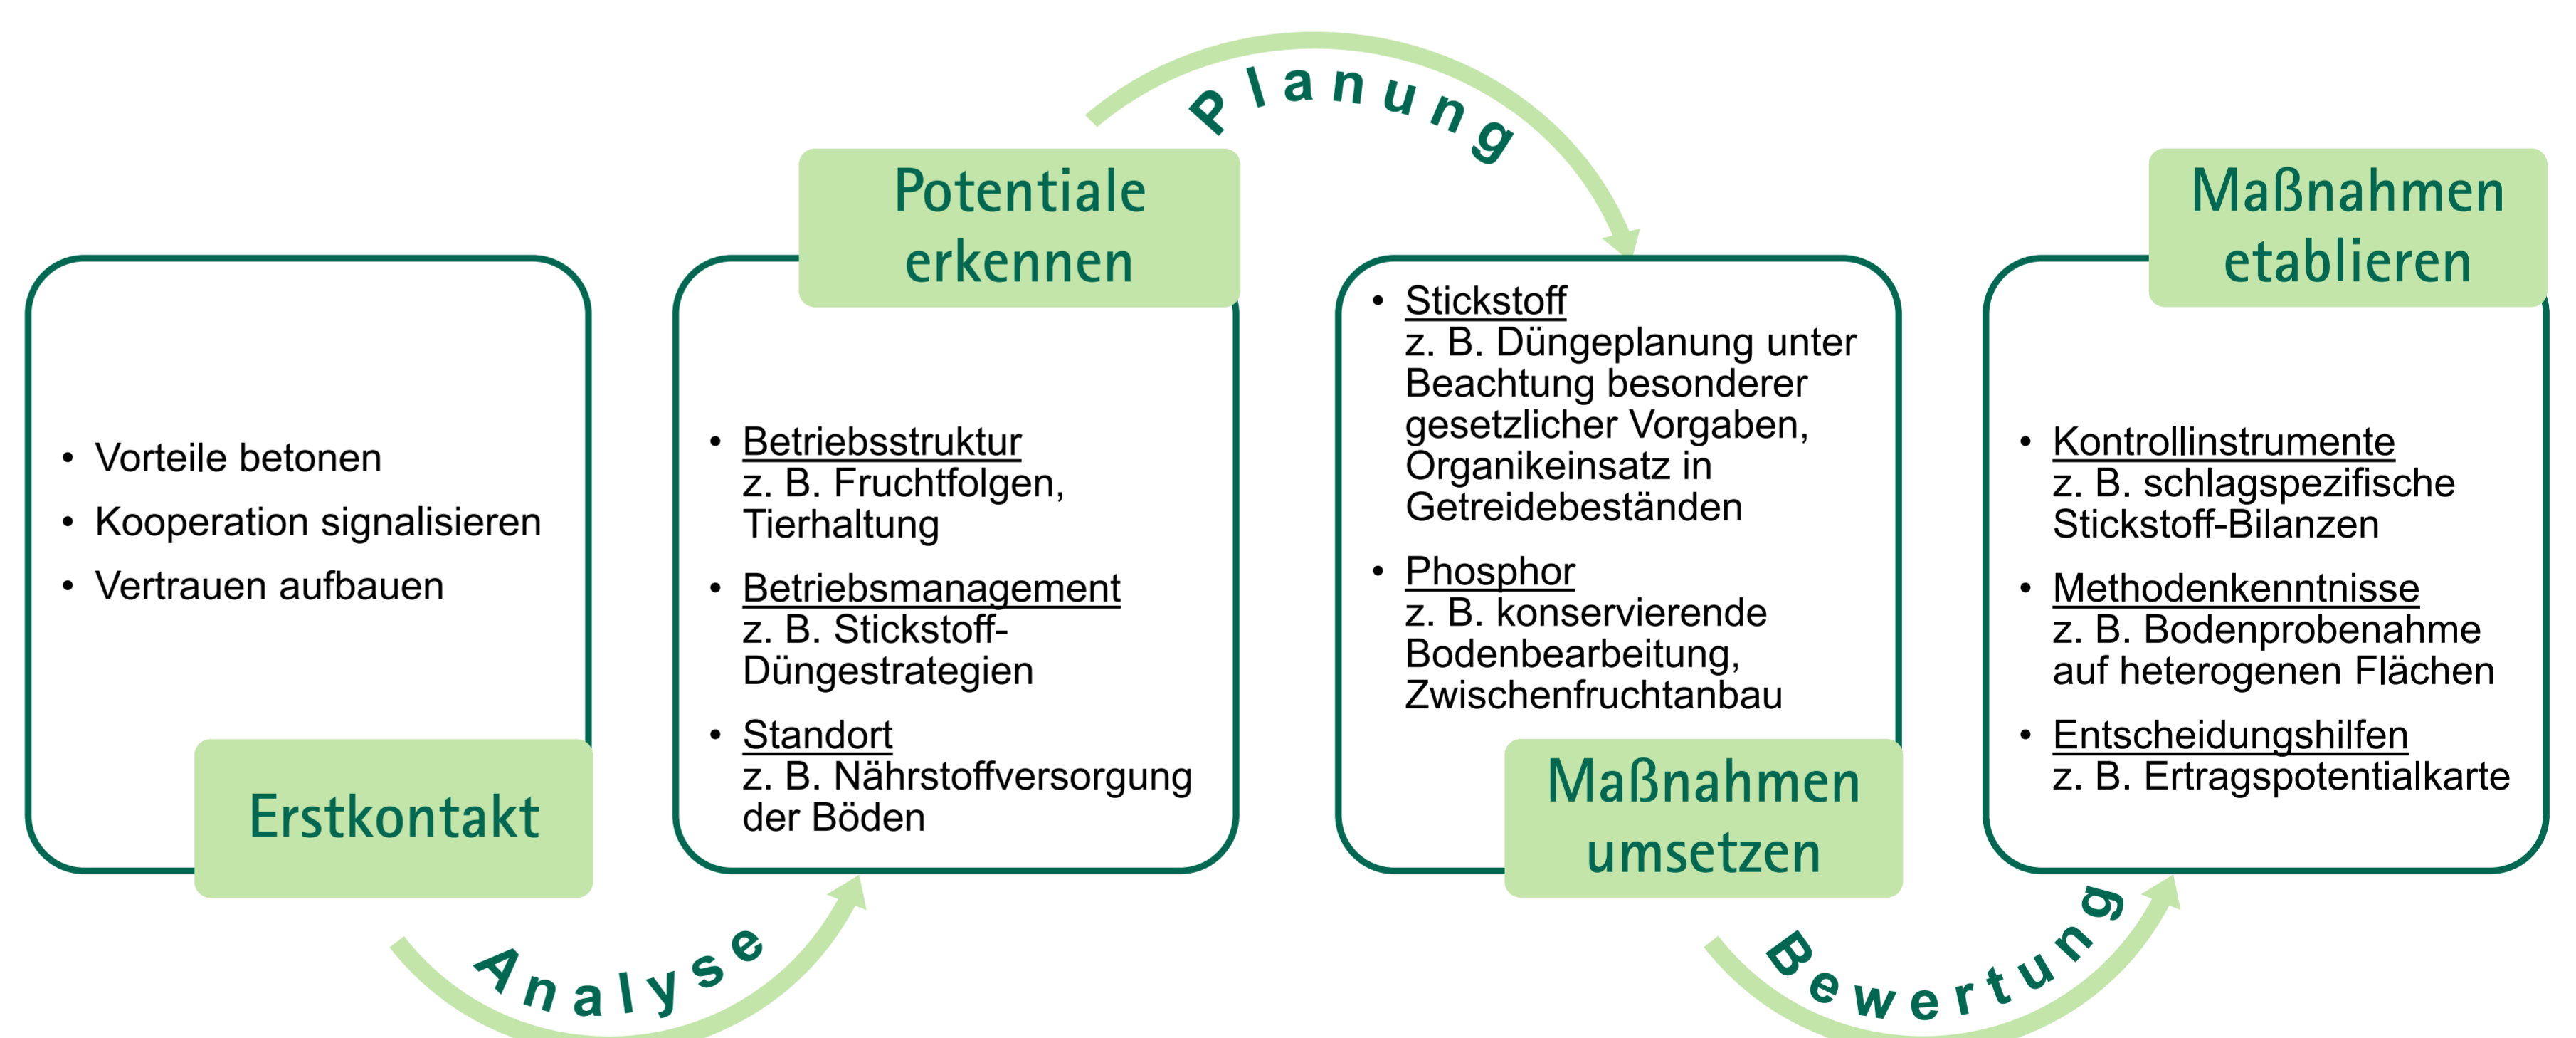 • Vorteile betonen
• Kooperation signalisieren
• Vertrauen aufbauen
Erstkontakt
Analyse
Potentiale
erkennen
• Betriebsstruktur
z. B. Fruchtfolgen,
Tierhaltung
• Betriebsmanagement
z. B. Stickstoff-
Düngestrategien
• Standort
z. B. Nährstoffversorgung
der Böden
Planung
• Stickstoff
z. B. Düngeplanung unter
Beachtung besonderer
gesetzlicher Vorgaben,
Organikeinsatz in
Getreidebeständen
• Phosphor
z. B. konservierende
Bodenbearbeitung,
Zwischenfruchtanbau
Maßnahmen
umsetzen
Bewertung
Maßnahmen
etablieren
• Kontrollinstrumente
z. B. schlagspezifische
Stickstoff-Bilanzen
• Methodenkenntnisse
z. B. Bodenprobenahme
auf heterogenen Flächen
• Entscheidungshilfen
z. B. Ertragspotentialkarte